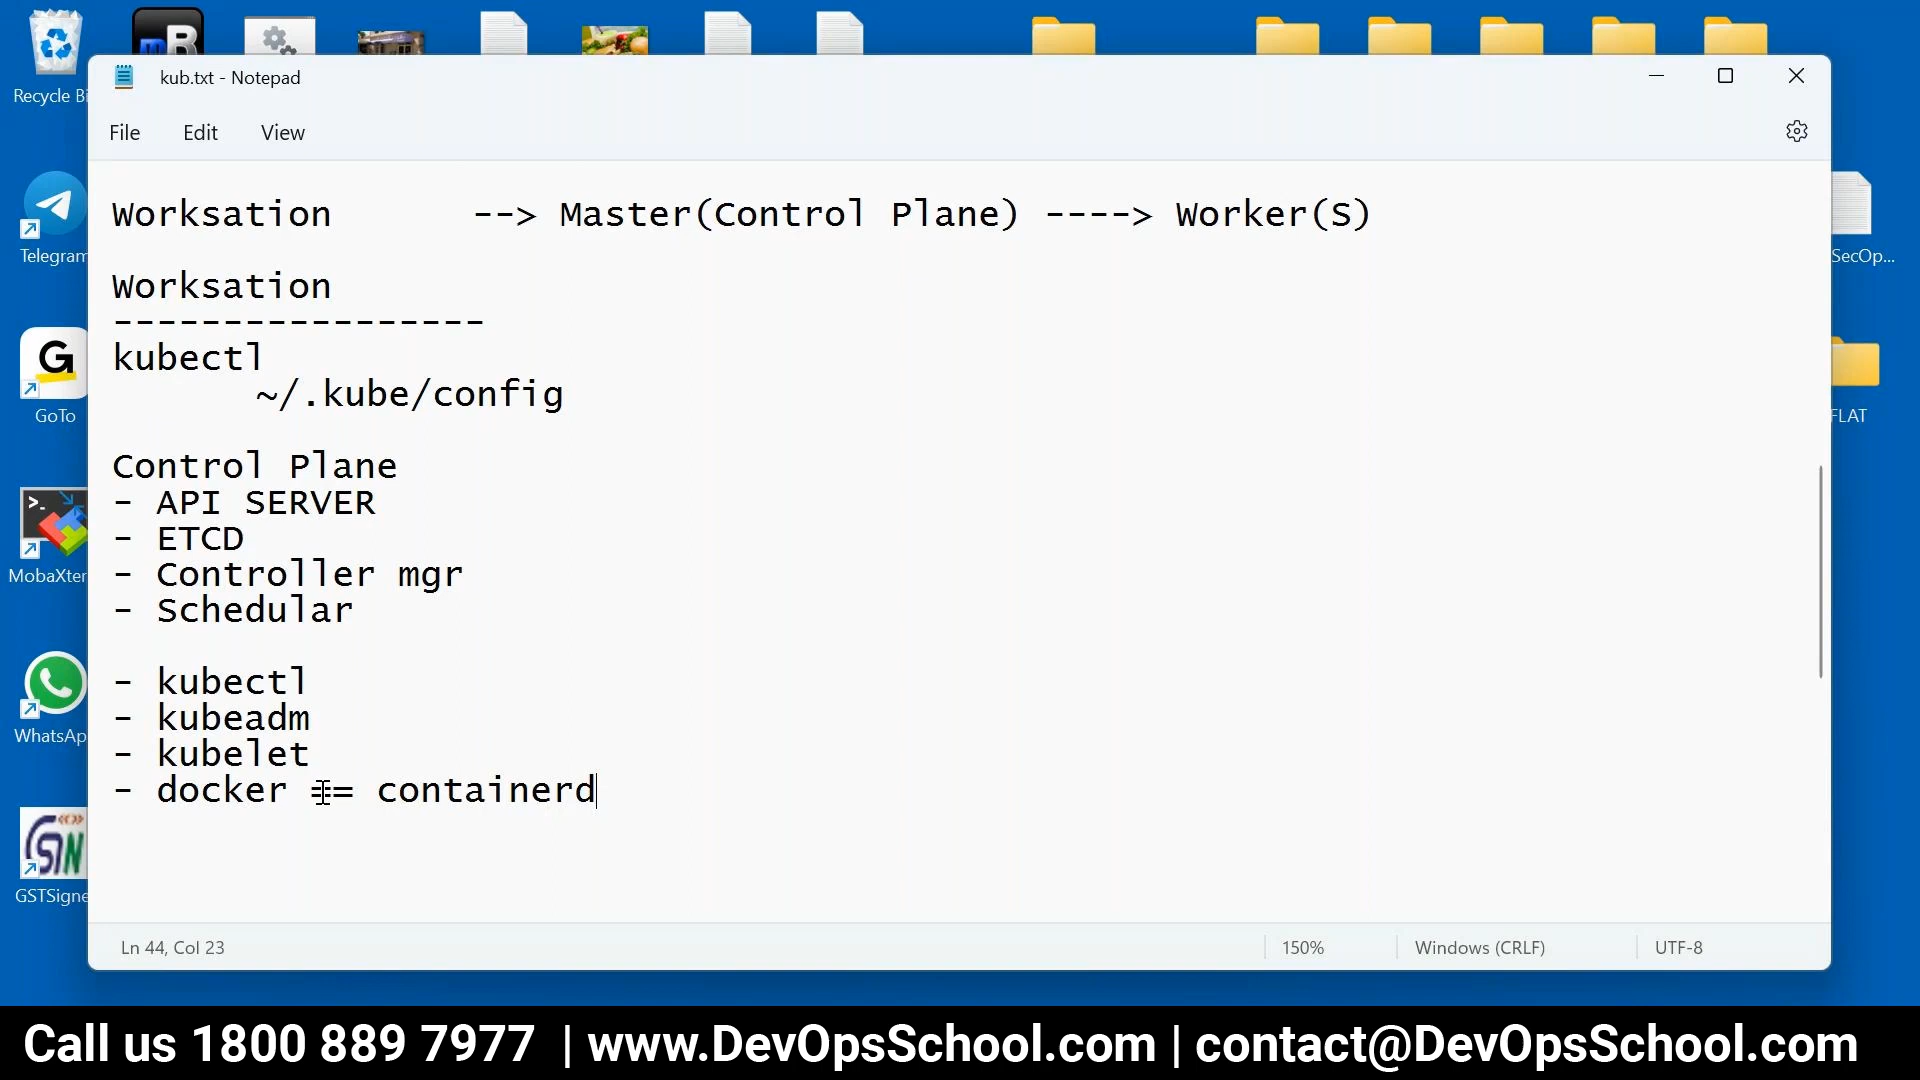 kub.txt - Notepad
File Edit View
Worksation --> Master(Control Plane) ----> Worker(S)
Worksation
-----------------
kubectl
~/.kube/config
Control Plane
- API SERVER
- ETCD
- Controller mgr
- Schedular
- kubectl
- kubeadm
- kubelet
- docker == containerd
Ln 44, Col 23
150%
Windows (CRLF)
UTF-8
Recycle Bi
Telegram
GoTo
MobaXter
WhatsAp
GSTSigne
SecOp...
FLAT
Call us 1800 889 7977 | www.DevOpsSchool.com | contact@DevOpsSchool.com